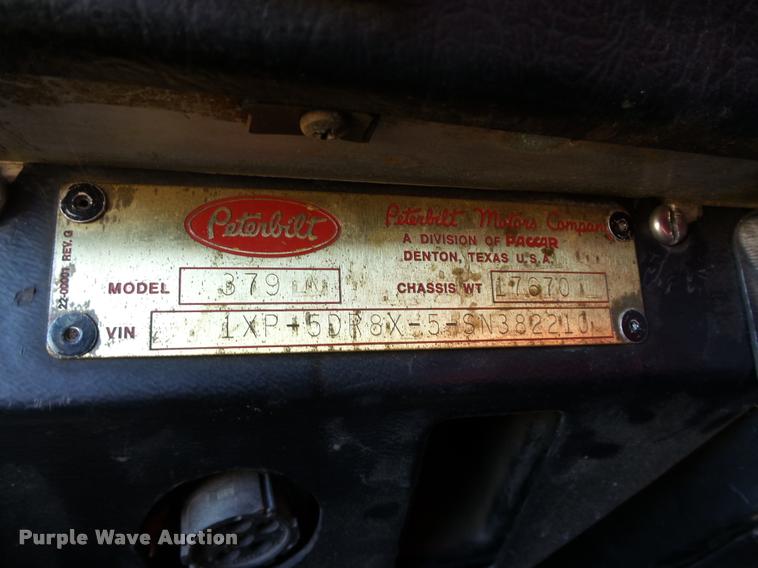 22-00001 REV. G
Peterbilt
Peterbilt Motors Company
A DIVISION OF PACCAR
DENTON, TEXAS U.S.A.
MODEL 379
CHASSIS WT 17670
VIN 1XP-5DR8X-5-SN382210
Purple Wave Auction